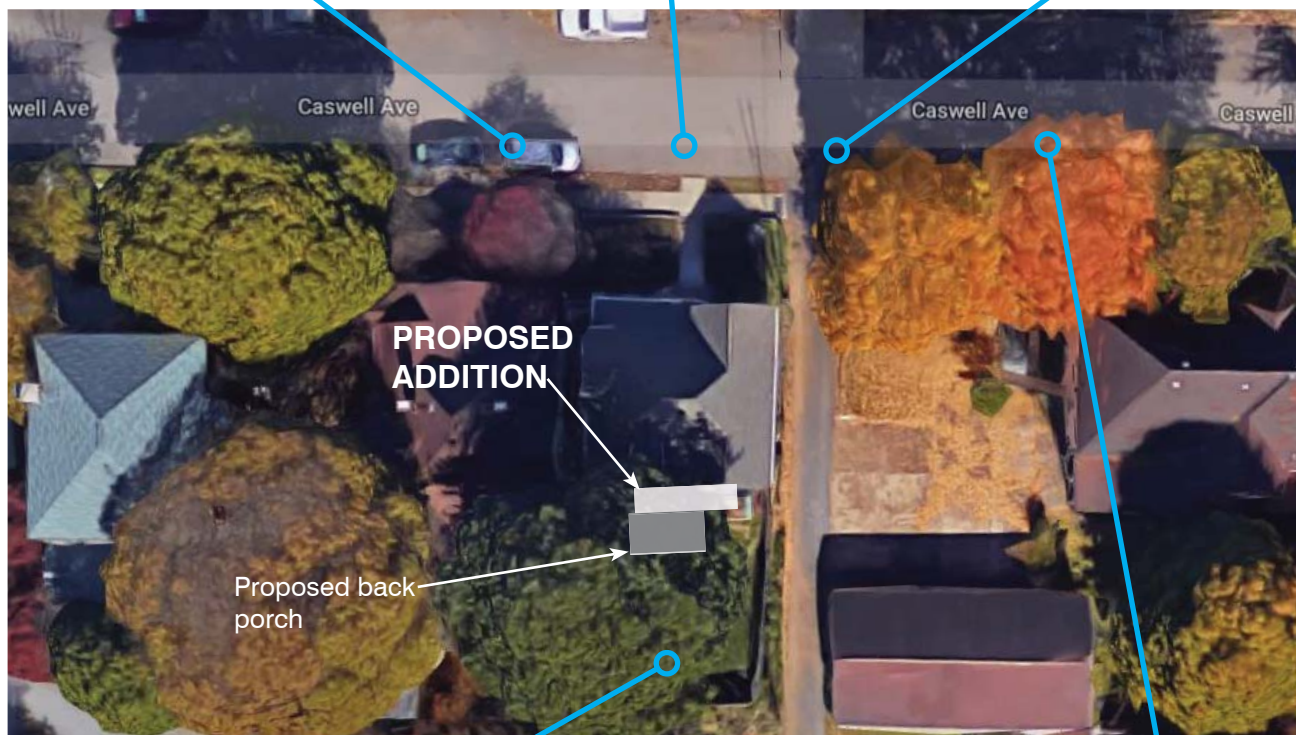 well Ave
Caswell Ave
Caswell Ave
Caswell
PROPOSED
ADDITION
Proposed back
porch